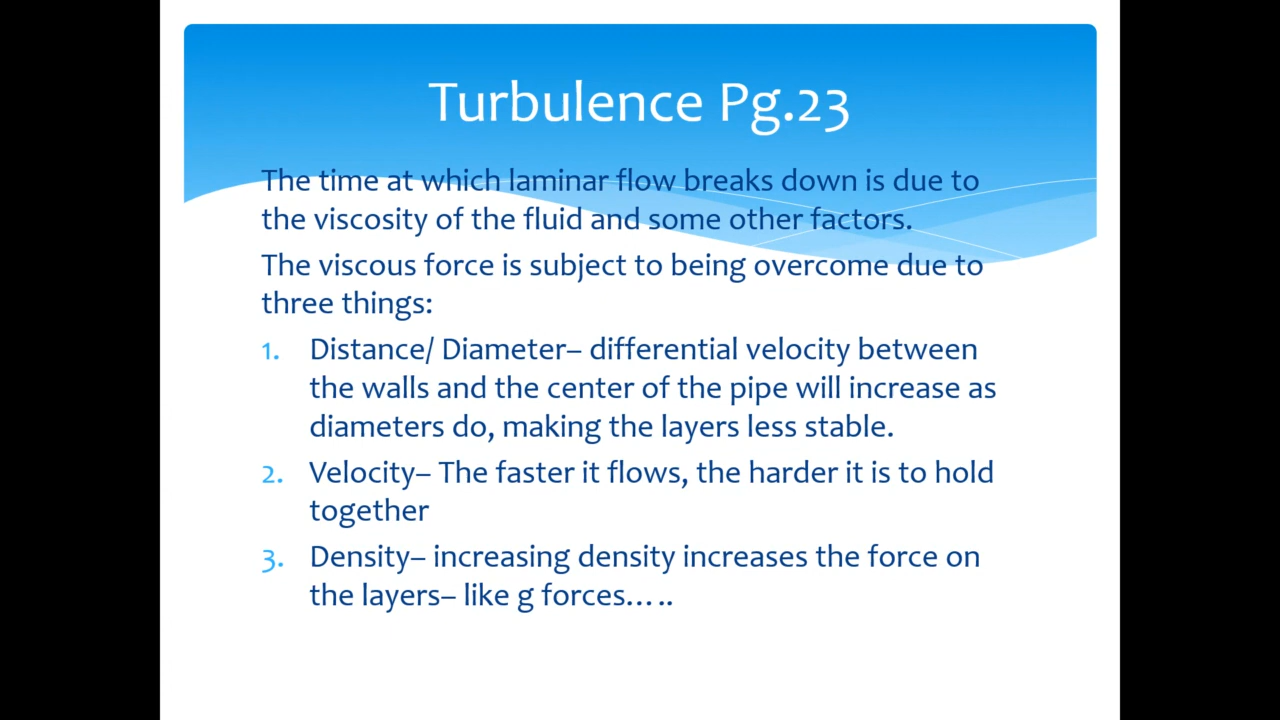 Turbulence Pg.23
The time at which laminar flow breaks down is due to
the viscosity of the fluid and some other factors.
The viscous force is subject to being overcome due to
three things:
1. Distance/ Diameter– differential velocity between
the walls and the center of the pipe will increase as
diameters do, making the layers less stable.
2. Velocity– The faster it flows, the harder it is to hold
together
3. Density– increasing density increases the force on
the layers– like g forces…..